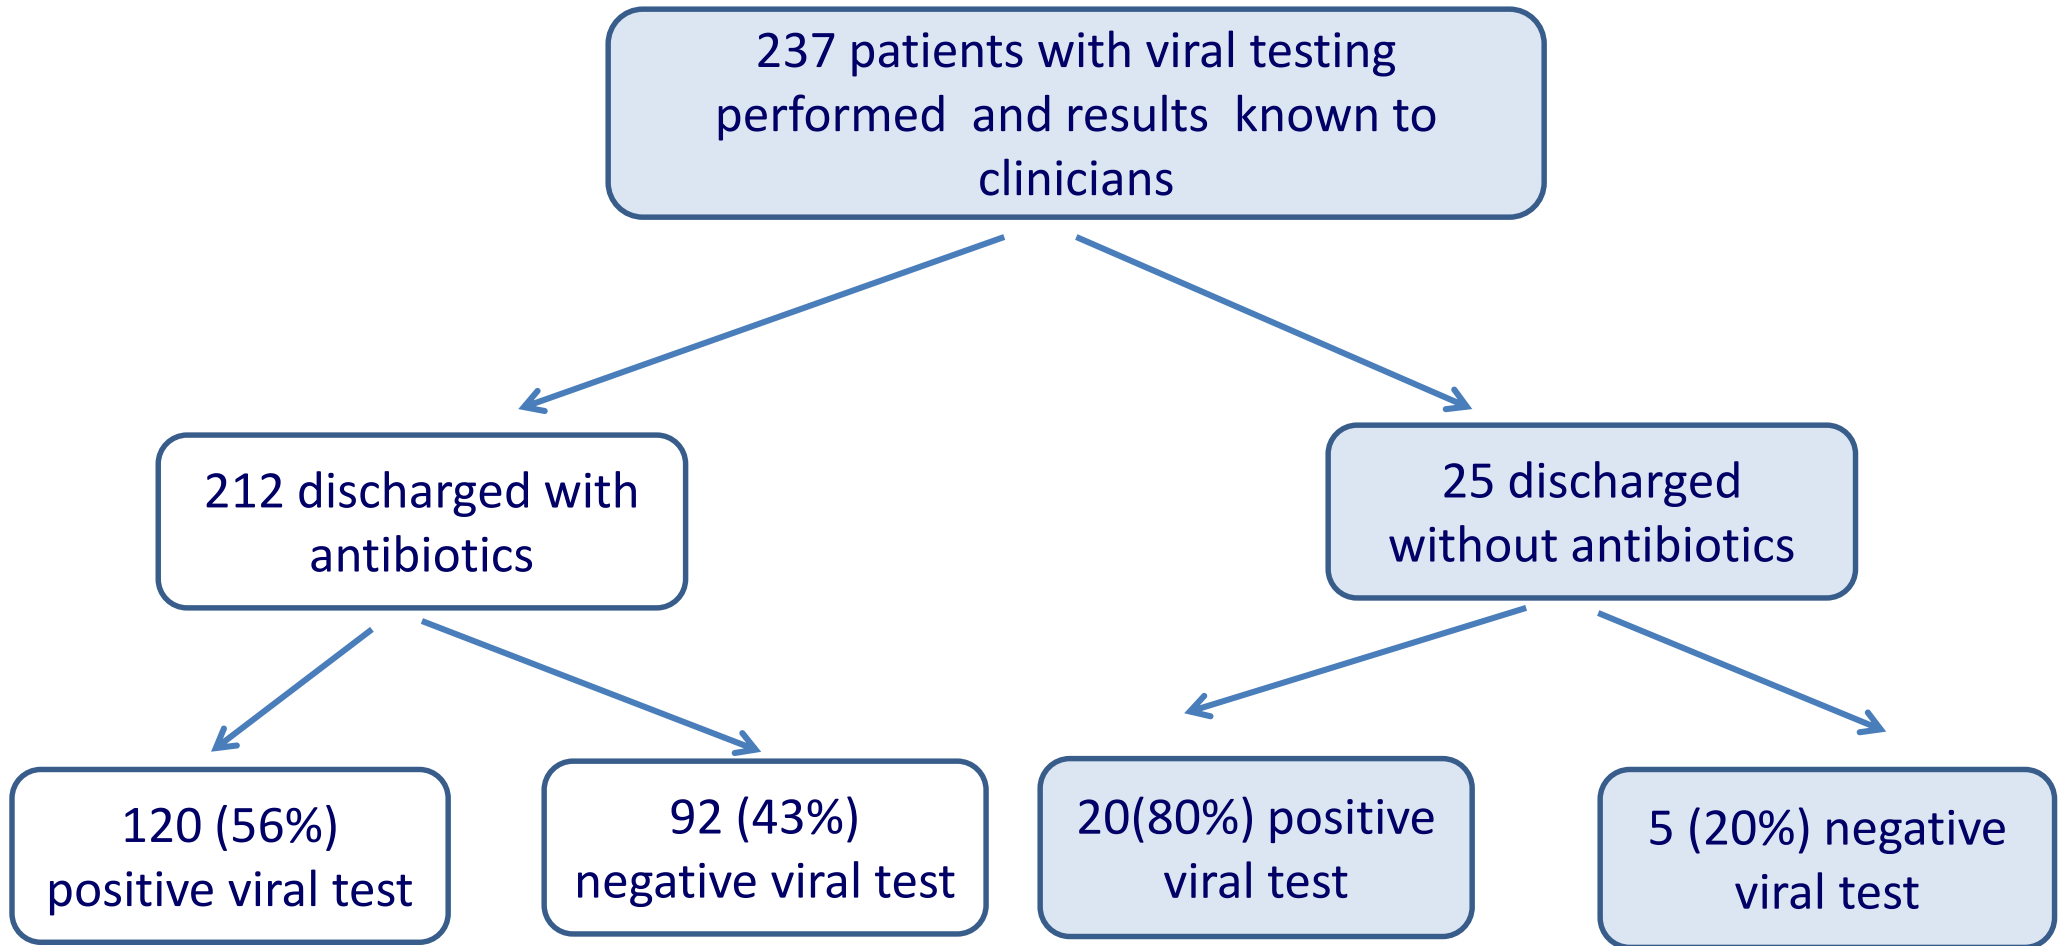 237 patients with viral testing
performed and results known to
clinicians
212 discharged with
antibiotics
25 discharged
without antibiotics
120 (56%)
positive viral test
92 (43%)
negative viral test
20(80%) positive
viral test
5 (20%) negative
viral test